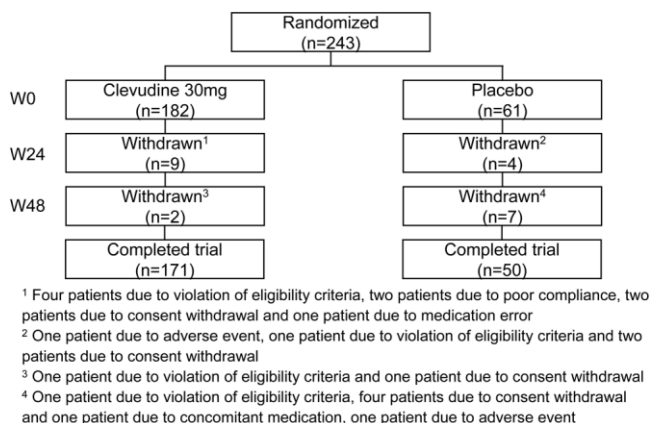 Randomized
(n=243)
W0
Clevudine 30mg
(n=182)
Placebo
(n=61)
W24
Withdrawn¹
(n=9)
Withdrawn²
(n=4)
W48
Withdrawn³
(n=2)
Withdrawn⁴
(n=7)
Completed trial
(n=171)
Completed trial
(n=50)
¹ Four patients due to violation of eligibility criteria, two patients due to poor compliance, two
patients due to consent withdrawal and one patient due to medication error
² One patient due to adverse event, one patient due to violation of eligibility criteria and two
patients due to consent withdrawal
³ One patient due to violation of eligibility criteria and one patient due to consent withdrawal
⁴ One patient due to violation of eligibility criteria, four patients due to consent withdrawal
and one patient due to concomitant medication, one patient due to adverse event